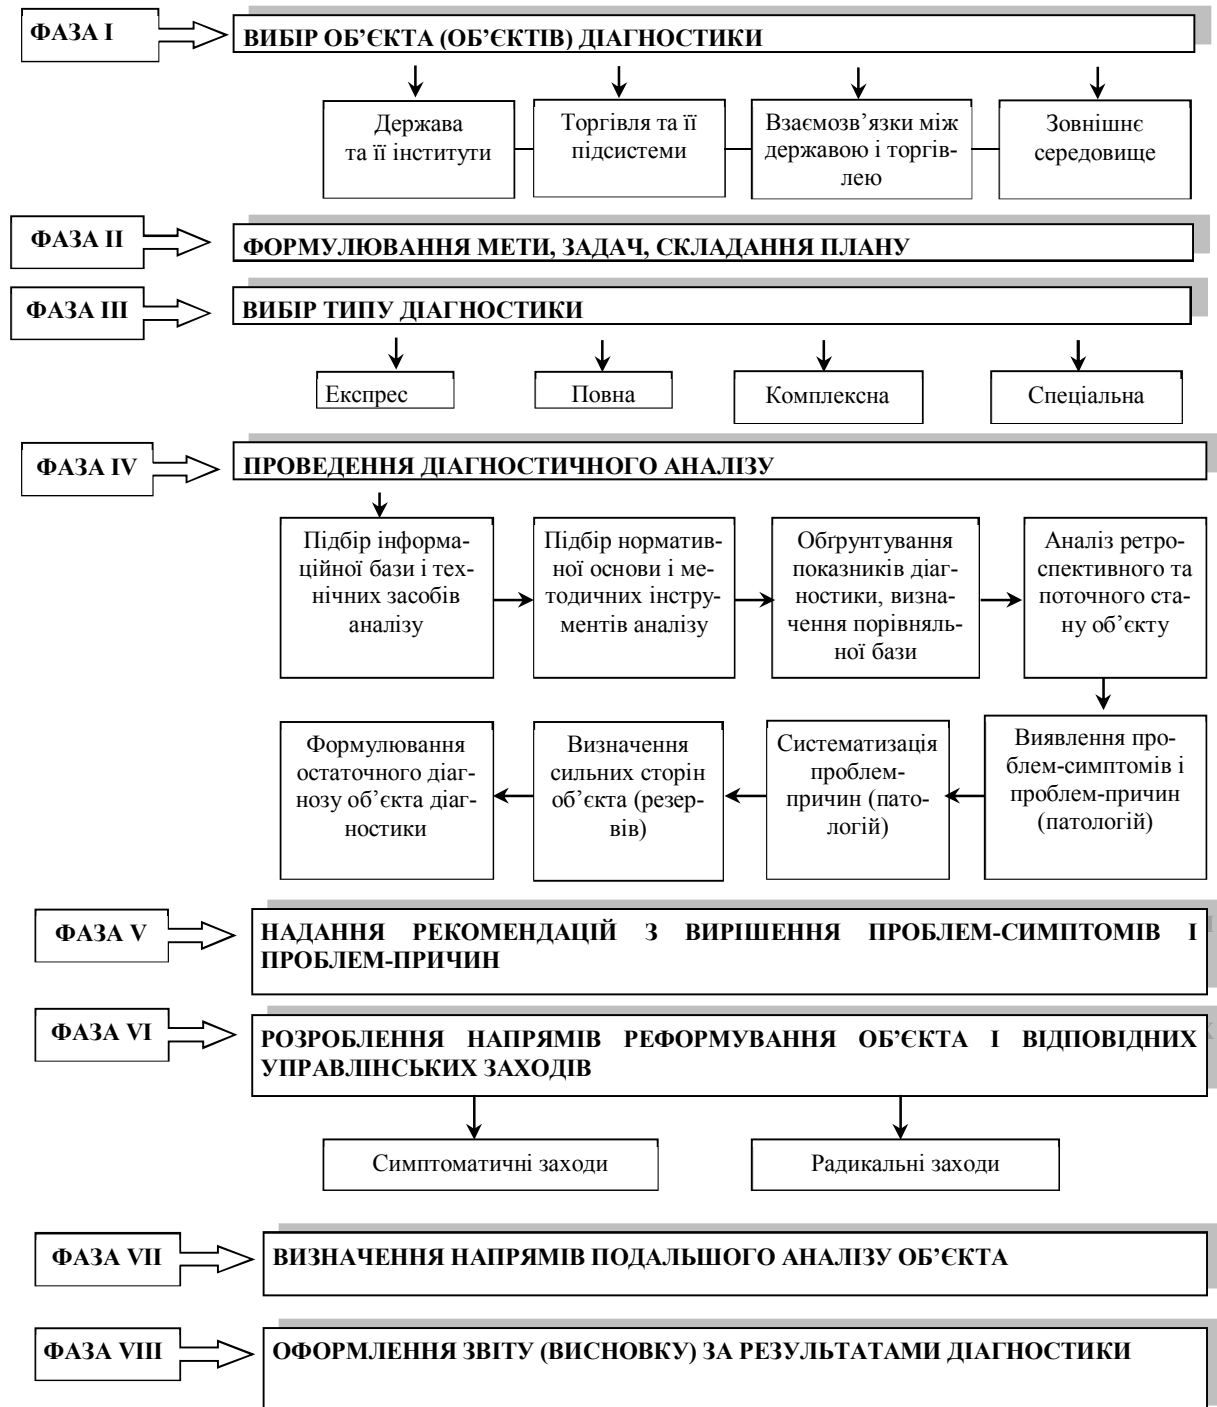 ФАЗА I
ВИБІР ОБ’ЄКТА (ОБ’ЄКТІВ) ДІАГНОСТИКИ
Держава
та її інститути
Торгівля та її
підсистеми
Взаємозв’язки між
державою і торгів-
лею
Зовнішнє
середовище
ФАЗА II
ФОРМУЛЮВАННЯ МЕТИ, ЗАДАЧ, СКЛАДАННЯ ПЛАНУ
ФАЗА III
ВИБІР ТИПУ ДІАГНОСТИКИ
Експрес
Повна
Комплексна
Спеціальна
ФАЗА IV
ПРОВЕДЕННЯ ДІАГНОСТИЧНОГО АНАЛІЗУ
Підбір інформа-
ційної бази і тех-
нічних засобів
аналізу
Підбір норматив-
ної основи і ме-
тодичних інстру-
ментів аналізу
Обґрунтування
показників діаг-
ностики, визна-
чення порівняль-
ної бази
Аналіз ретро-
спективного та
поточного ста-
ну об’єкту
Формулювання
остаточного діаг-
нозу об’єкта діаг-
ностики
Визначення
сильних сторін
об’єкта (резер-
вів)
Систематизація
проблем-
причин (пато-
логій)
Виявлення про-
блем-симптомів і
проблем-причин
(патологій)
ФАЗА V
НАДАННЯ РЕКОМЕНДАЦІЙ З ВИРІШЕННЯ ПРОБЛЕМ-СИМПТОМІВ І
ПРОБЛЕМ-ПРИЧИН
ФАЗА VI
РОЗРОБЛЕННЯ НАПРЯМІВ РЕФОРМУВАННЯ ОБ’ЄКТА І ВІДПОВІДНИХ
УПРАВЛІНСЬКИХ ЗАХОДІВ
Симптоматичні заходи
Радикальні заходи
ФАЗА VII
ВИЗНАЧЕННЯ НАПРЯМІВ ПОДАЛЬШОГО АНАЛІЗУ ОБ’ЄКТА
ФАЗА VIII
ОФОРМЛЕННЯ ЗВІТУ (ВИСНОВКУ) ЗА РЕЗУЛЬТАТАМИ ДІАГНОСТИКИ